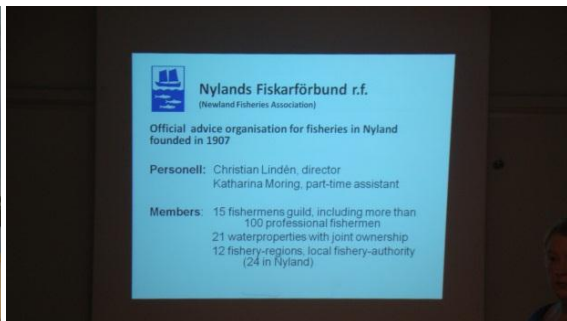 Nylands Fiskarförbund r.f.
(Newland Fisheries Association)
Official advice organisation for fisheries in Nyland
founded in 1907
Personell: Christian Lindén, director
Katharina Moring, part-time assistant
Members: 15 fishermens guild, including more than
100 professional fishermen
21 waterproperties with joint ownership
12 fishery-regions, local fishery-authority
(24 in Nyland)